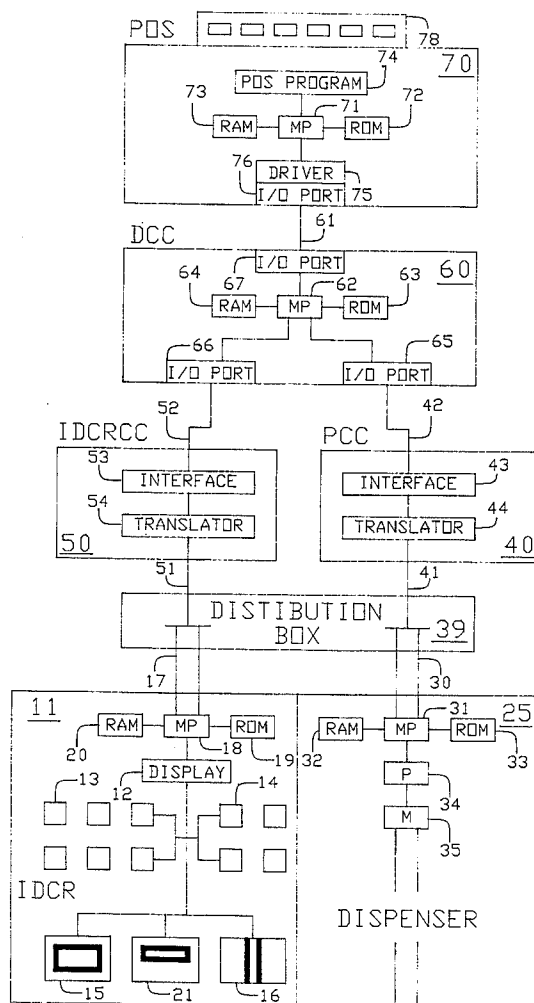 POS
78
74
70
POS PROGRAM
73
71
72
RAM
MP
ROM
76
DRIVER
I/O PORT
75
61
DCC
I/O PORT
60
64
67
62
63
RAM
MP
ROM
66
65
I/O PORT
I/O PORT
52
42
IDCRCC
PCC
53
43
INTERFACE
INTERFACE
54
44
TRANSLATOR
TRANSLATOR
50
40
51
41
DISTIBUTION
BOX
39
17
30
11
31
25
RAM
MP
ROM
RAM
MP
ROM
20
18
19
32
33
13
12
DISPLAY
14
P
34
M
35
IDCR
DISPENSER
15
21
16